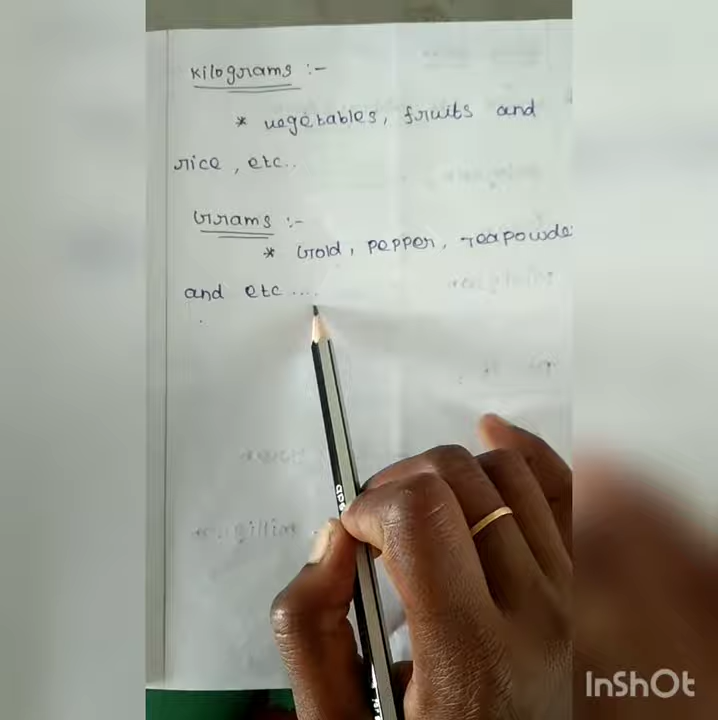 Kilograms :-
* vegetables, fruits and
rice, etc..
Grams :-
* Gold, pepper, Teapowde
and etc ....
InShOt